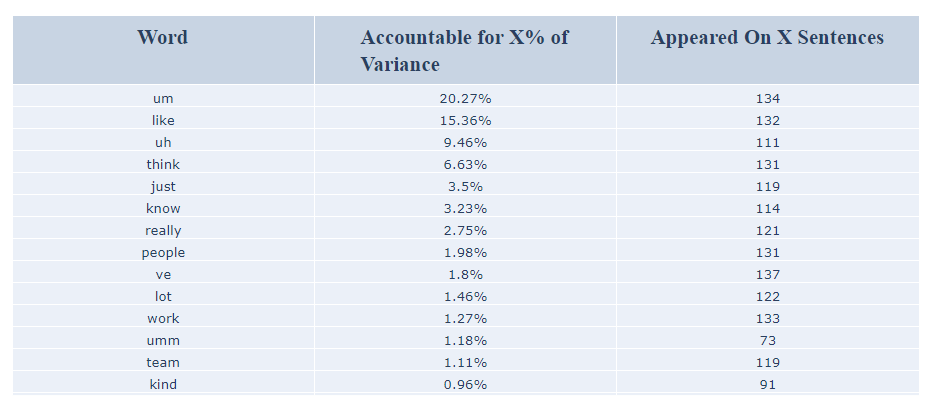 Word Accountable for X% of Variance Appeared On X Sentences
um 20.27% 134
like 15.36% 132
uh 9.46% 111
think 6.63% 131
just 3.5% 119
know 3.23% 114
really 2.75% 121
people 1.98% 131
ve 1.8% 137
lot 1.46% 122
work 1.27% 133
umm 1.18% 73
team 1.11% 119
kind 0.96% 91